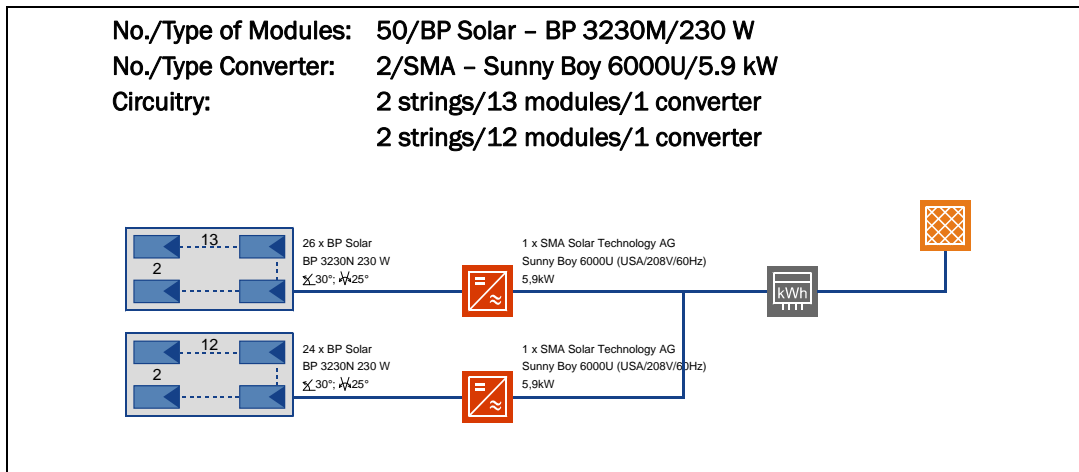 No./Type of Modules: 50/BP Solar – BP 3230M/230 W
No./Type Converter: 2/SMA – Sunny Boy 6000U/5.9 kW
Circuitry: 2 strings/13 modules/1 converter
2 strings/12 modules/1 converter
13
2
26 x BP Solar
BP 3230N 230 W
30°; 25°
1 x SMA Solar Technology AG
Sunny Boy 6000U (USA/208V/60Hz)
5,9kW
kWh
12
2
24 x BP Solar
BP 3230N 230 W
30°; 25°
1 x SMA Solar Technology AG
Sunny Boy 6000U (USA/208V/60Hz)
5,9kW